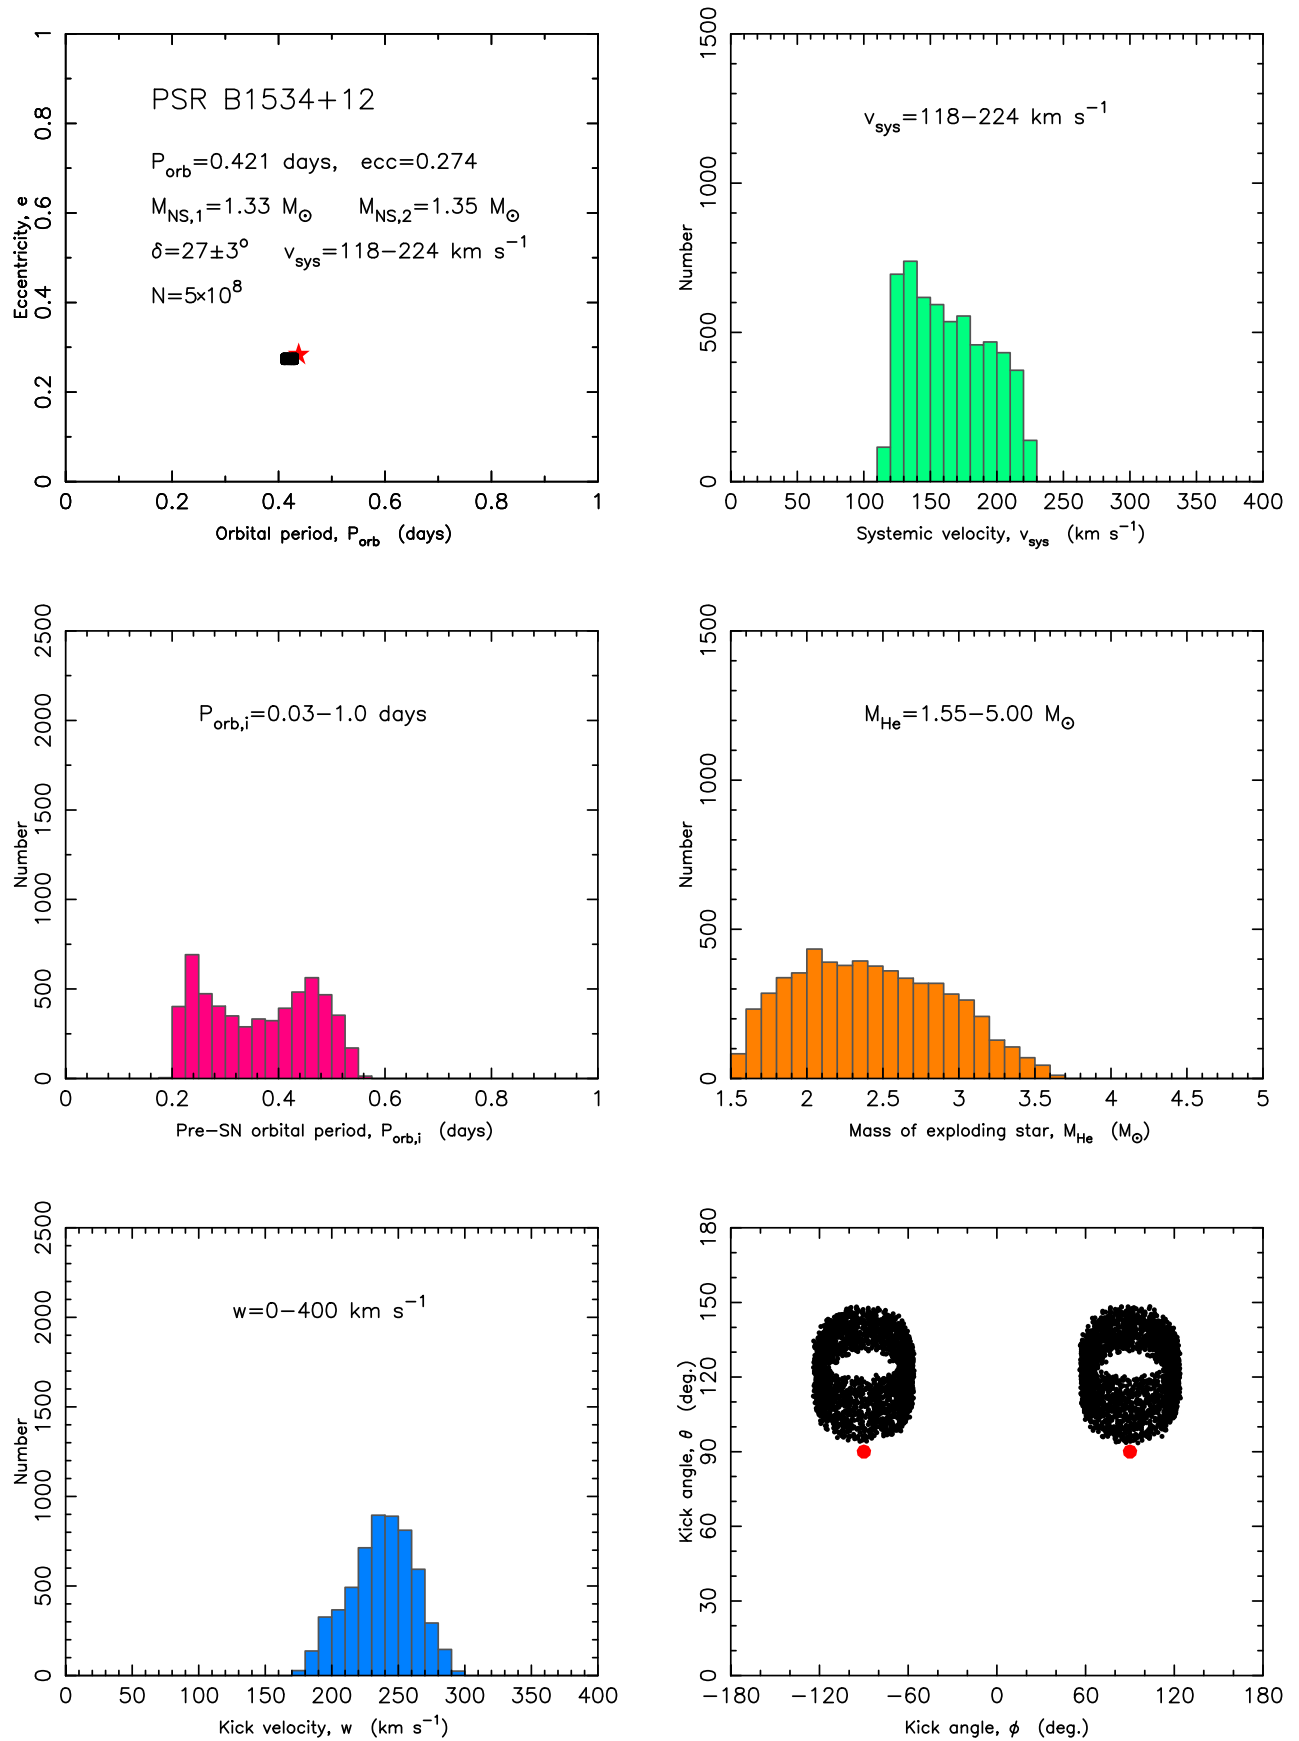 PSR B1534+12
P_orb=0.421 days, ecc=0.274
M_NS,1=1.33 M⊙ M_NS,2=1.35 M⊙
δ=27±3° v_sys=118−224 km s⁻¹
N=5×10⁸
Eccentricity, e
0 0.2 0.4 0.6 0.8 1
0 0.2 0.4 0.6 0.8 1
Orbital period, P_orb (days)
v_sys=118−224 km s⁻¹
Number
0 500 1000 1500
0 50 100 150 200 250 300 350 400
Systemic velocity, v_sys (km s⁻¹)
P_orb,i=0.03−1.0 days
Number
0 500 1000 1500 2000 2500
0 0.2 0.4 0.6 0.8 1
Pre−SN orbital period, P_orb,i (days)
M_He=1.55−5.00 M⊙
Number
0 500 1000 1500
1.5 2 2.5 3 3.5 4 4.5 5
Mass of exploding star, M_He (M⊙)
w=0−400 km s⁻¹
Number
0 500 1000 1500 2000 2500
0 50 100 150 200 250 300 350 400
Kick velocity, w (km s⁻¹)
Kick angle, θ (deg.)
0 30 60 90 120 150 180
−180 −120 −60 0 60 120 180
Kick angle, ϕ (deg.)